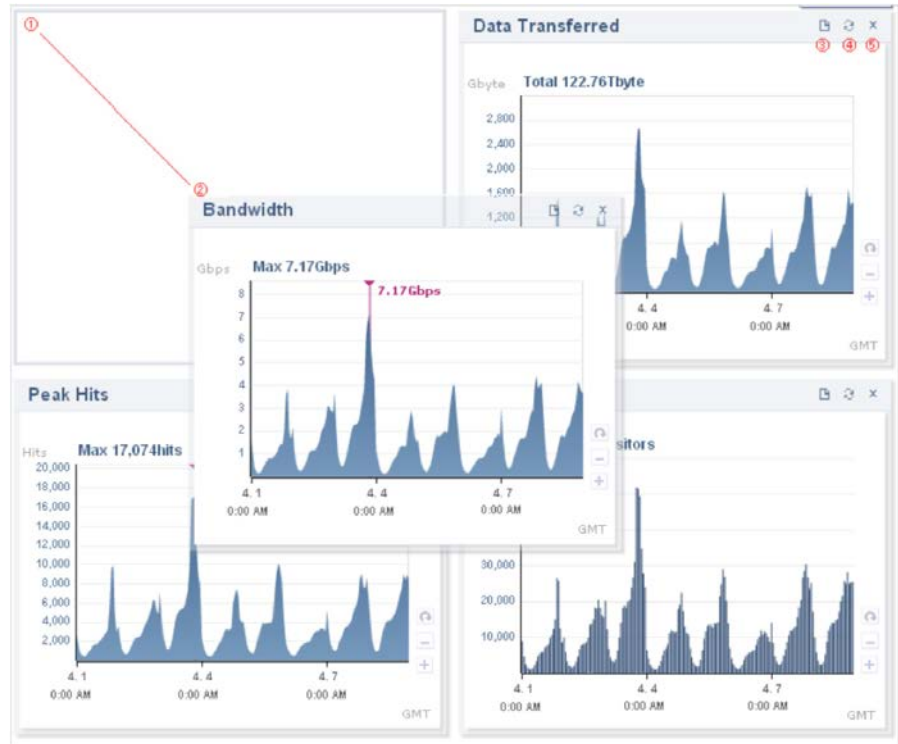 ①
Data Transferred
③ ④ ⑤
Gbyte Total 122.76Tbyte
2,800
2,400
2,000
1,600
1,200
4. 4 4. 7
0:00 AM 0:00 AM
GMT
②
Bandwidth
Gbps Max 7.17Gbps
7.17Gbps
8
7
6
5
4
3
2
1
4. 1 4. 4 4. 7
0:00 AM 0:00 AM 0:00 AM
GMT
Peak Hits
Hits Max 17,074hits
20,000
18,000
16,000
14,000
12,000
10,000
8,000
6,000
4,000
2,000
4. 1 4. 4 4. 7
0:00 AM 0:00 AM 0:00 AM
GMT
sitors
30,000
20,000
10,000
4. 1 4. 4 4. 7
0:00 AM 0:00 AM 0:00 AM
GMT